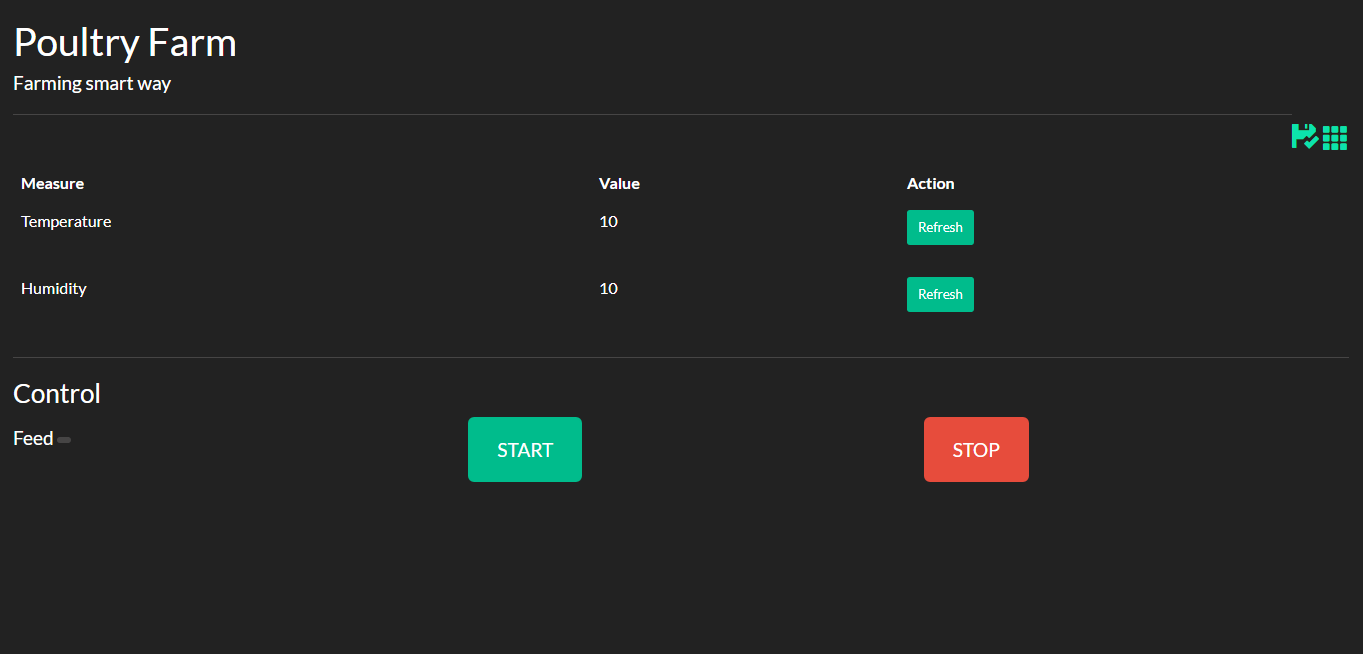 Poultry Farm
Farming smart way
Measure Value Action
Temperature 10 Refresh
Humidity 10 Refresh
Control
Feed START STOP